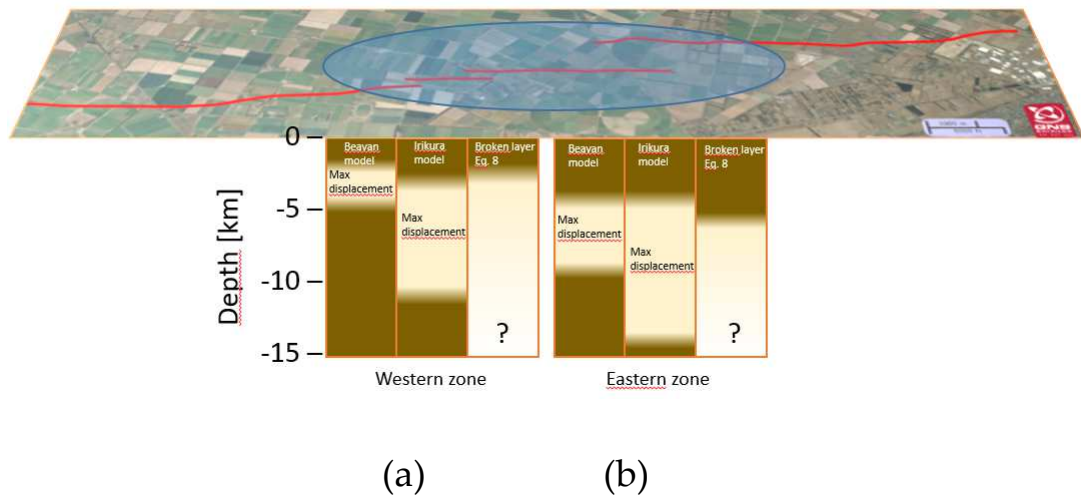 GNS
0
Beavan
model
Irikura
model
Broken layer
Eq. 8
Beavan
model
Irikura
model
Broken layer
Eq. 8
Max
displacement
Max
displacement
Max
displacement
Max
displacement
Depth [km]
-5
-10
-15
?
?
Western zone
Eastern zone
(a)
(b)